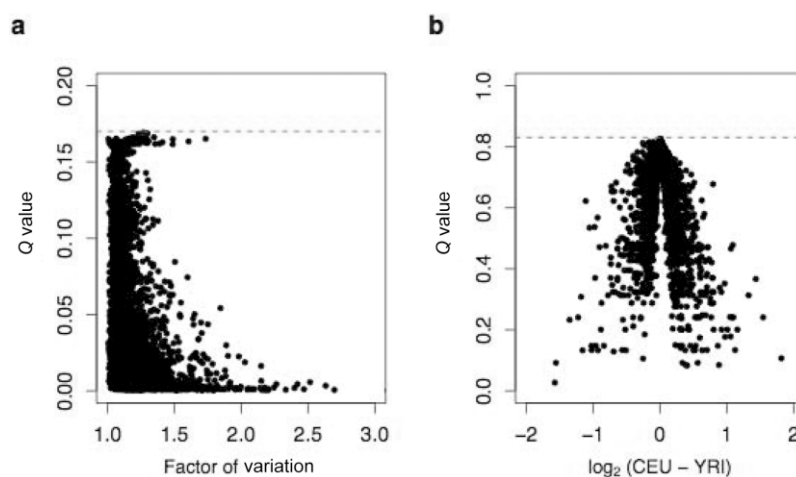 a
b
Q value
0.20
0.15
0.10
0.05
0.00
1.0 1.5 2.0 2.5 3.0
Factor of variation
Q value
1.0
0.8
0.6
0.4
0.2
0.0
−2 −1 0 1 2
log₂ (CEU − YRI)